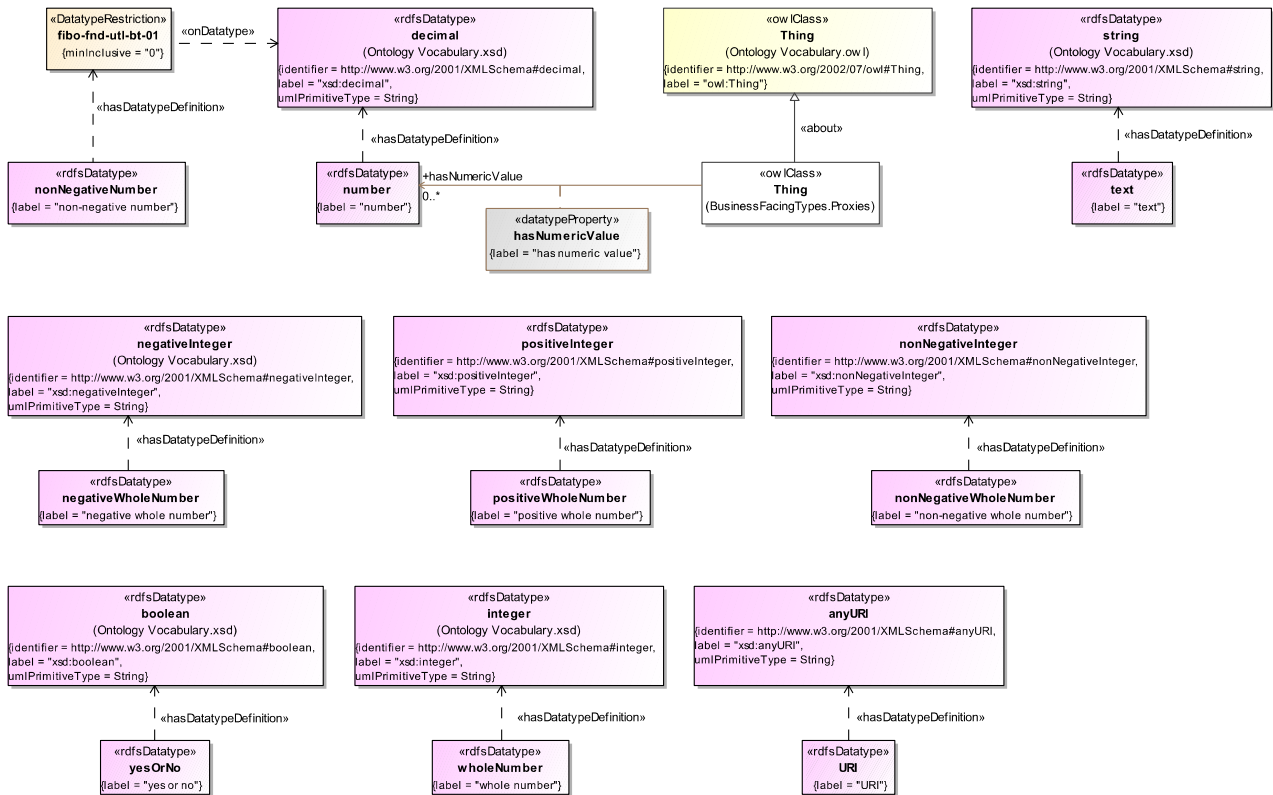 «DatatypeRestriction»
fibo-fnd-utl-bt-01
{minInclusive = "0"}
«onDatatype»
«rdfsDatatype»
decimal
(Ontology Vocabulary.xsd)
{identifier = http://www.w3.org/2001/XMLSchema#decimal,
label = "xsd:decimal",
umlPrimitiveType = String}
«owlClass»
Thing
(Ontology Vocabulary.owl)
{identifier = http://www.w3.org/2002/07/owl#Thing,
label = "owl:Thing"}
«rdfsDatatype»
string
(Ontology Vocabulary.xsd)
{identifier = http://www.w3.org/2001/XMLSchema#string,
label = "xsd:string",
umlPrimitiveType = String}
«hasDatatypeDefinition»
«hasDatatypeDefinition»
«about»
«hasDatatypeDefinition»
«rdfsDatatype»
nonNegativeNumber
{label = "non-negative number"}
«rdfsDatatype»
number
{label = "number"}
+hasNumericValue
0..*
«owlClass»
Thing
(BusinessFacingTypes.Proxies)
«rdfsDatatype»
text
{label = "text"}
«datatypeProperty»
hasNumericValue
{label = "has numeric value"}
«rdfsDatatype»
negativeInteger
(Ontology Vocabulary.xsd)
{identifier = http://www.w3.org/2001/XMLSchema#negativeInteger,
label = "xsd:negativeInteger",
umlPrimitiveType = String}
«rdfsDatatype»
positiveInteger
{identifier = http://www.w3.org/2001/XMLSchema#positiveInteger,
label = "xsd:positiveInteger",
umlPrimitiveType = String}
«rdfsDatatype»
nonNegativeInteger
{identifier = http://www.w3.org/2001/XMLSchema#nonNegativeInteger,
label = "xsd:nonNegativeInteger",
umlPrimitiveType = String}
«hasDatatypeDefinition»
«hasDatatypeDefinition»
«hasDatatypeDefinition»
«rdfsDatatype»
negativeWholeNumber
{label = "negative whole number"}
«rdfsDatatype»
positiveWholeNumber
{label = "positive whole number"}
«rdfsDatatype»
nonNegativeWholeNumber
{label = "non-negative whole number"}
«rdfsDatatype»
boolean
(Ontology Vocabulary.xsd)
{identifier = http://www.w3.org/2001/XMLSchema#boolean,
label = "xsd:boolean",
umlPrimitiveType = String}
«rdfsDatatype»
integer
(Ontology Vocabulary.xsd)
{identifier = http://www.w3.org/2001/XMLSchema#integer,
label = "xsd:integer",
umlPrimitiveType = String}
«rdfsDatatype»
anyURI
{identifier = http://www.w3.org/2001/XMLSchema#anyURI,
label = "xsd:anyURI",
umlPrimitiveType = String}
«hasDatatypeDefinition»
«hasDatatypeDefinition»
«hasDatatypeDefinition»
«rdfsDatatype»
yesOrNo
{label = "yes or no"}
«rdfsDatatype»
wholeNumber
{label = "whole number"}
«rdfsDatatype»
URI
{label = "URI"}